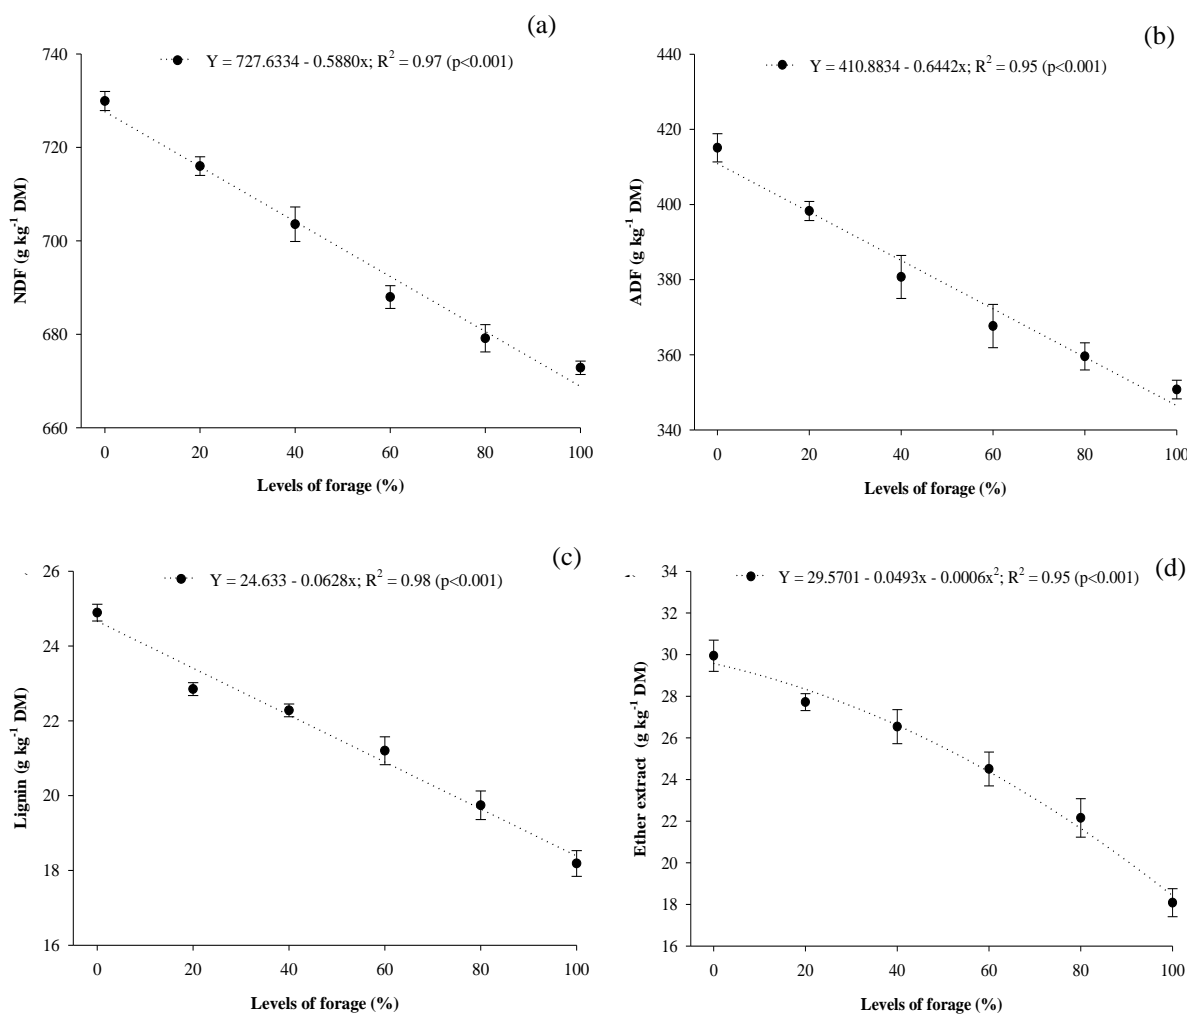 (a)
Y = 727.6334 - 0.5880x; R² = 0.97 (p<0.001)
740
720
700
680
660
NDF (g kg⁻¹ DM)
0 20 40 60 80 100
Levels of forage (%)
(b)
Y = 410.8834 - 0.6442x; R² = 0.95 (p<0.001)
440
420
400
380
360
340
ADF (g kg⁻¹ DM)
0 20 40 60 80 100
Levels of forage (%)
(c)
Y = 24.633 - 0.0628x; R² = 0.98 (p<0.001)
26
24
22
20
18
16
Lignin (g kg⁻¹ DM)
0 20 40 60 80 100
Levels of forage (%)
(d)
Y = 29.5701 - 0.0493x - 0.0006x²; R² = 0.95 (p<0.001)
34
32
30
28
26
24
22
20
18
16
Ether extract (g kg⁻¹ DM)
0 20 40 60 80 100
Levels of forage (%)